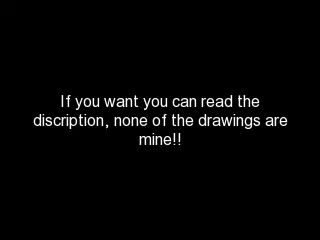 If you want you can read the
discription, none of the drawings are
mine!!